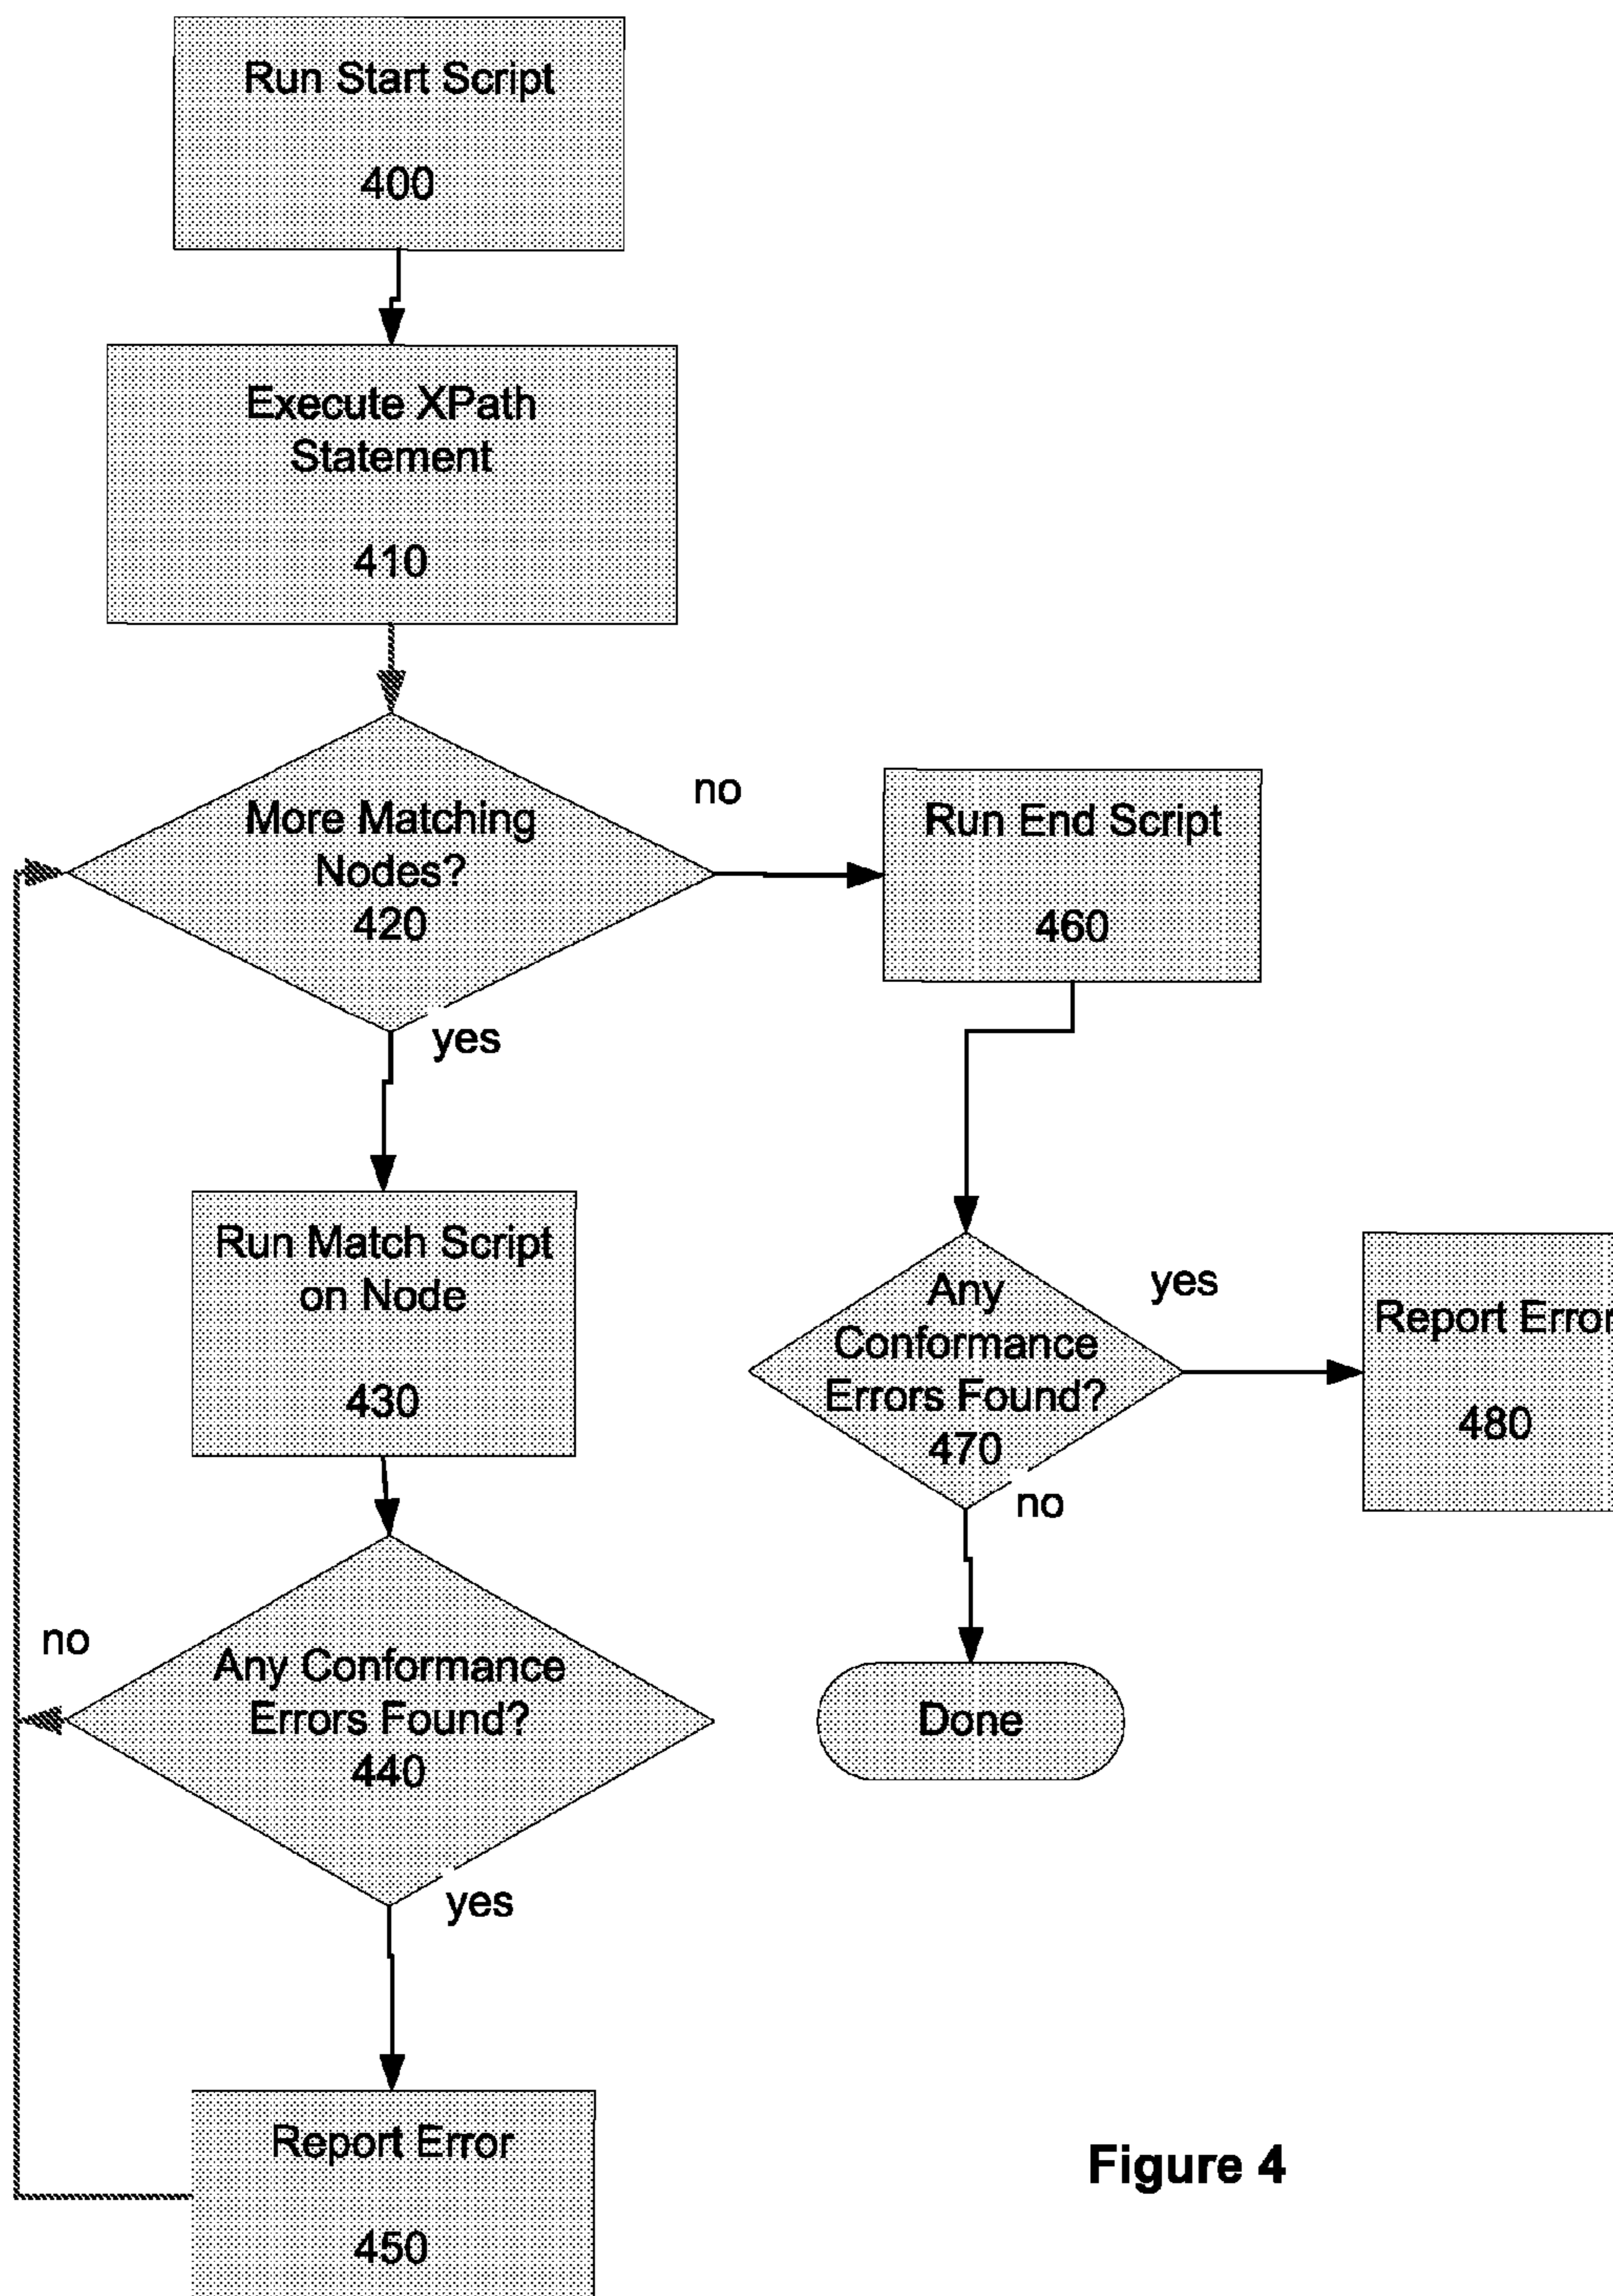 Run Start Script
400
Execute XPath
Statement
410
More Matching
Nodes?
420
no
yes
Run End Script
460
Run Match Script
on Node
430
Any
Conformance
Errors Found?
470
yes
no
Report Error
480
Any Conformance
Errors Found?
440
no
yes
Done
Report Error
450
Figure 4